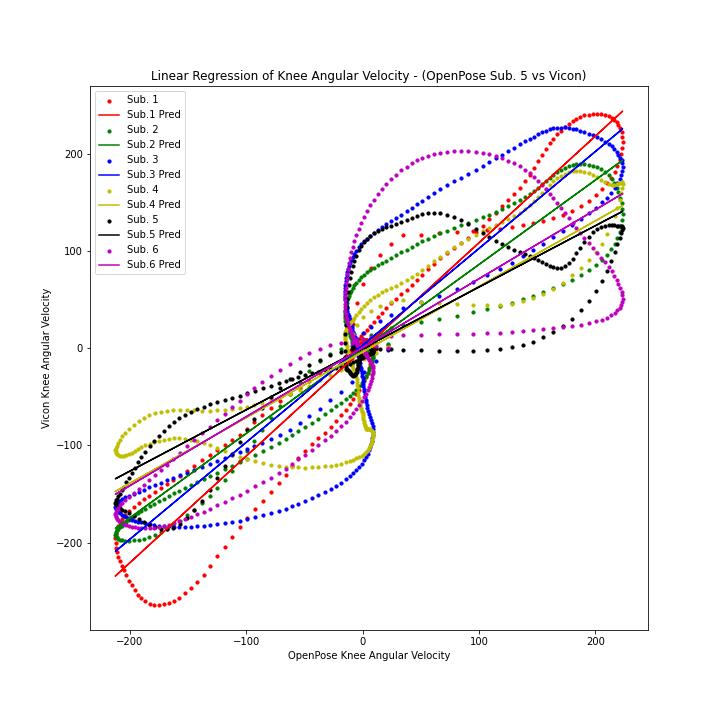 Linear Regression of Knee Angular Velocity - (OpenPose Sub. 5 vs Vicon)
Sub. 1
Sub.1 Pred
Sub. 2
Sub.2 Pred
Sub. 3
Sub.3 Pred
Sub. 4
Sub.4 Pred
Sub. 5
Sub.5 Pred
Sub. 6
Sub.6 Pred
200
100
0
−100
−200
Vicon Knee Angular Velocity
−200
−100
0
100
200
OpenPose Knee Angular Velocity